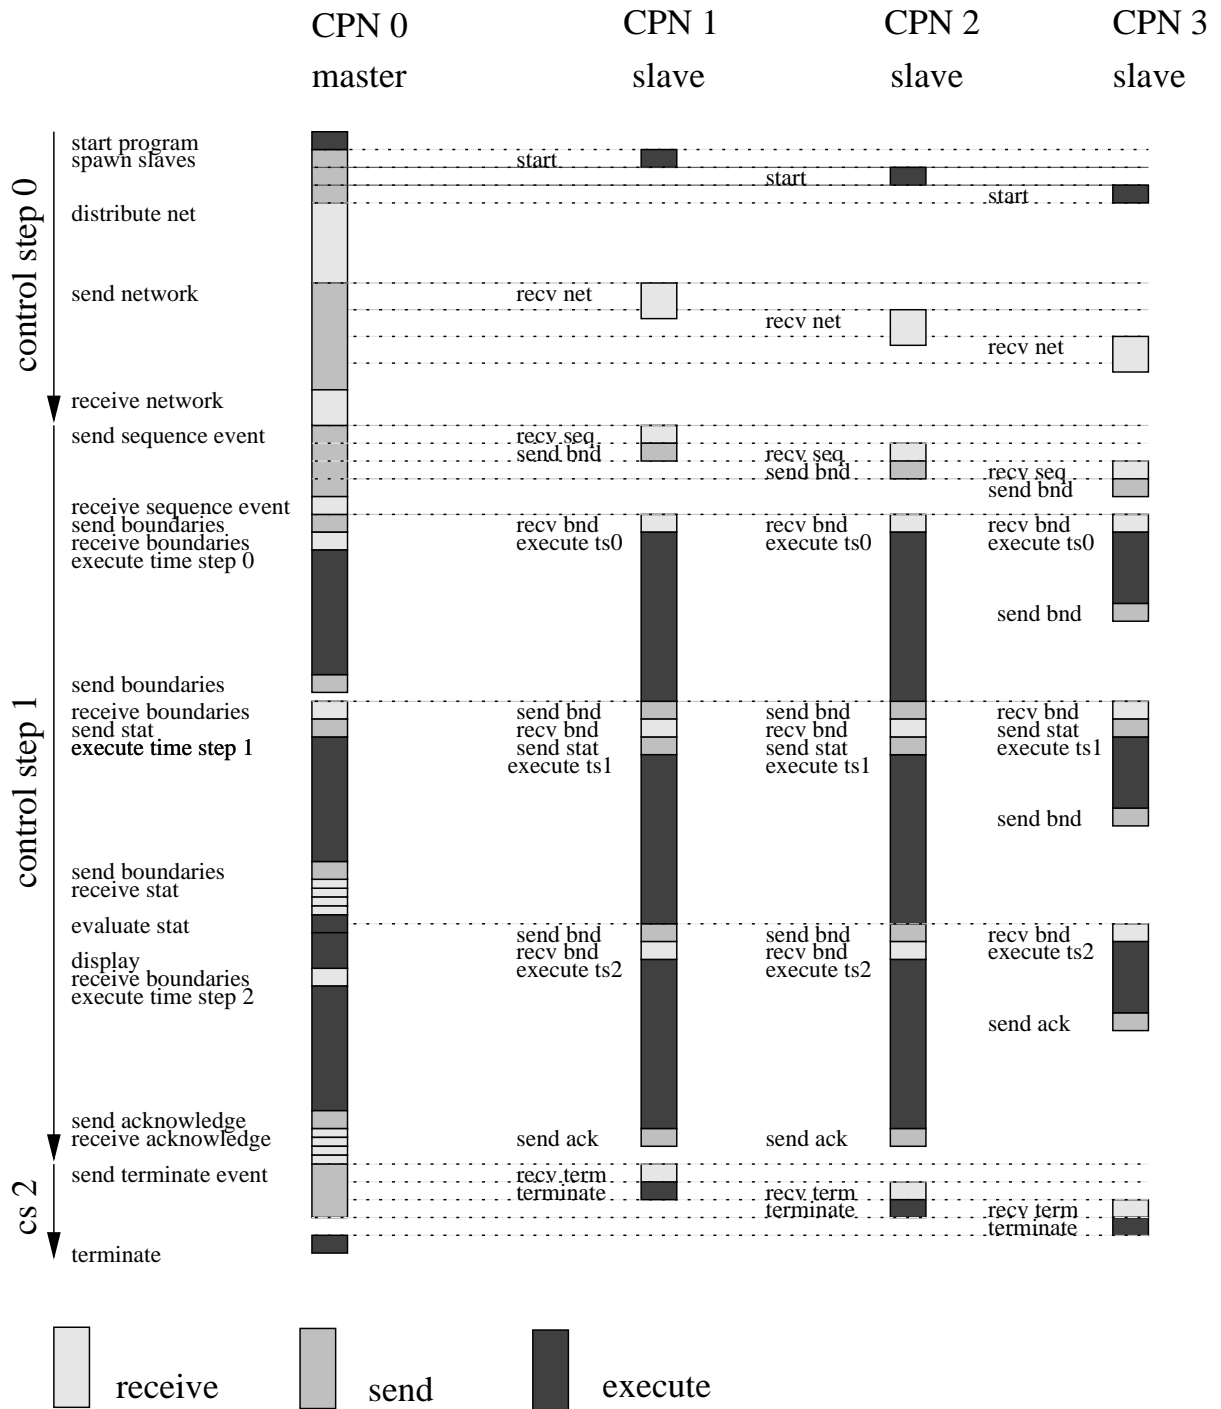 CPN 0
CPN 1
CPN 2
CPN 3
master
slave
slave
slave
control step 0
start program
spawn slaves
start
start
start
distribute net
send network
recv net
recv net
recv net
receive network
control step 1
send sequence event
recv seq
send bnd
recv seq
send bnd
recv seq
send bnd
receive sequence event
send boundaries
recv bnd
recv bnd
recv bnd
receive boundaries
execute ts0
execute ts0
execute ts0
execute time step 0
send bnd
send boundaries
receive boundaries
send bnd
send bnd
recv bnd
send stat
recv bnd
recv bnd
send stat
execute time step 1
send stat
send stat
execute ts1
execute ts1
execute ts1
send bnd
send boundaries
receive stat
evaluate stat
send bnd
send bnd
recv bnd
recv bnd
recv bnd
execute ts2
display
execute ts2
execute ts2
receive boundaries
execute time step 2
send ack
send acknowledge
receive acknowledge
send ack
send ack
cs 2
send terminate event
recv term
terminate
recv term
terminate
recv term
terminate
terminate
receive
send
execute